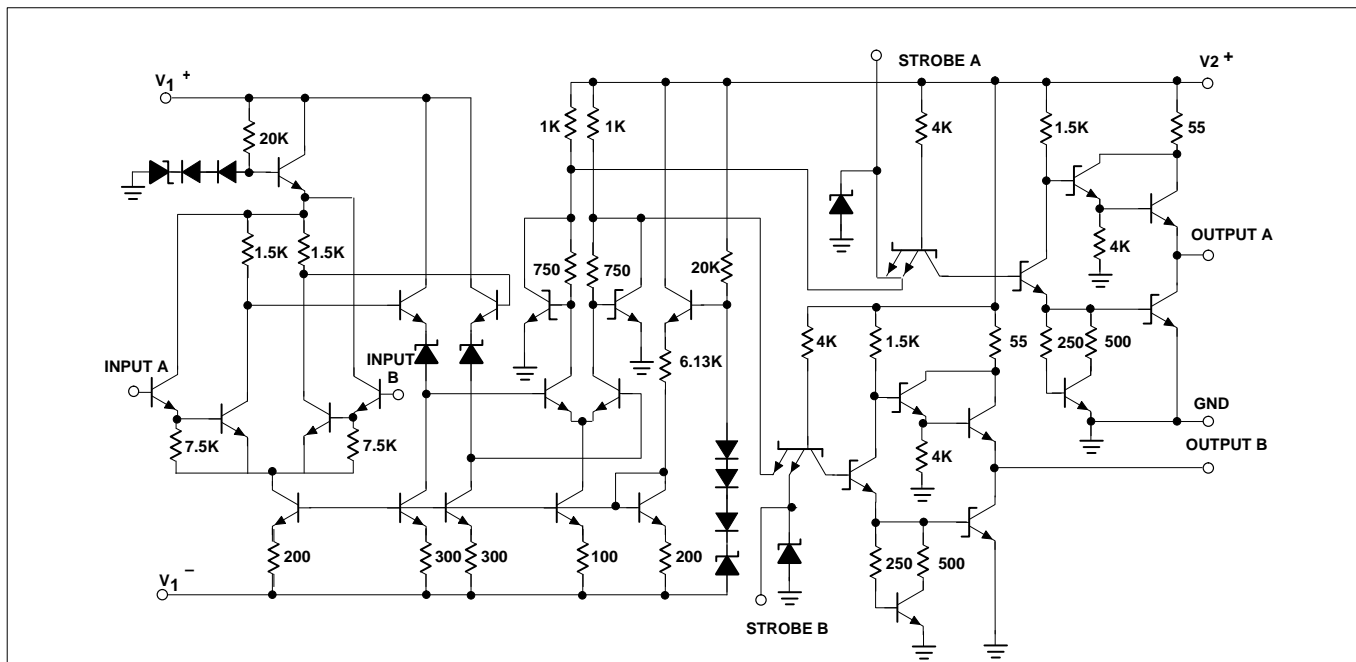 STROBE A
V1+
V2+
20K
1K
1K
4K
1.5K
55
1.5K
1.5K
4K
OUTPUT A
750
750
20K
INPUT A
INPUT
B
6.13K
4K
1.5K
55
250
500
GND
OUTPUT B
7.5K
7.5K
4K
200
300
300
100
200
250
500
V1−
STROBE B